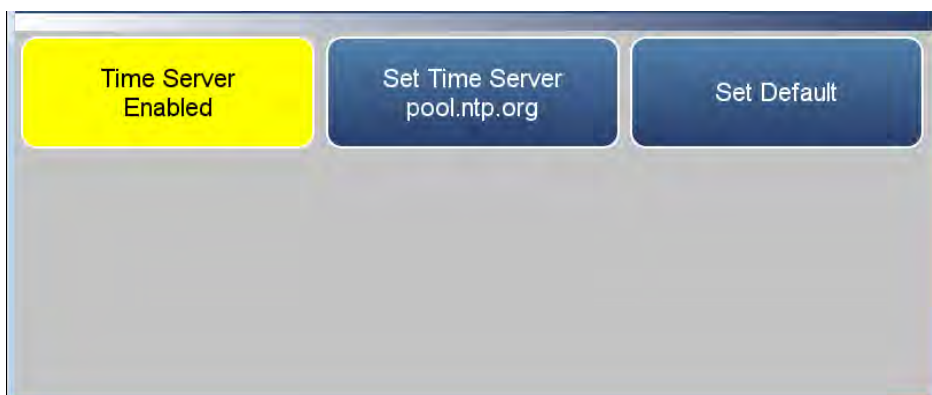 Time Server
Enabled
Set Time Server
pool.ntp.org
Set Default